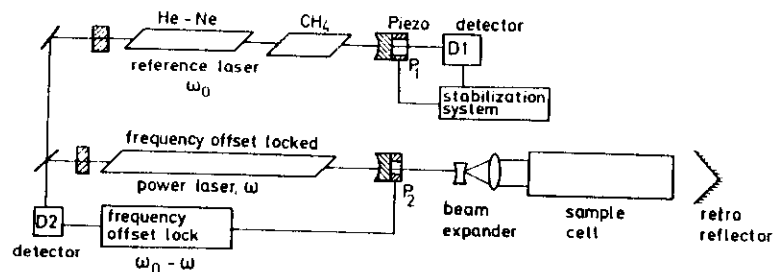 He - Ne
CH4
Piezo
detector
D1
reference laser
ω0
P1
stabilization
system
frequency offset locked
power laser, ω
P2
D2
detector
frequency
offset lock
ω0 - ω
beam
expander
sample
cell
retro
reflector